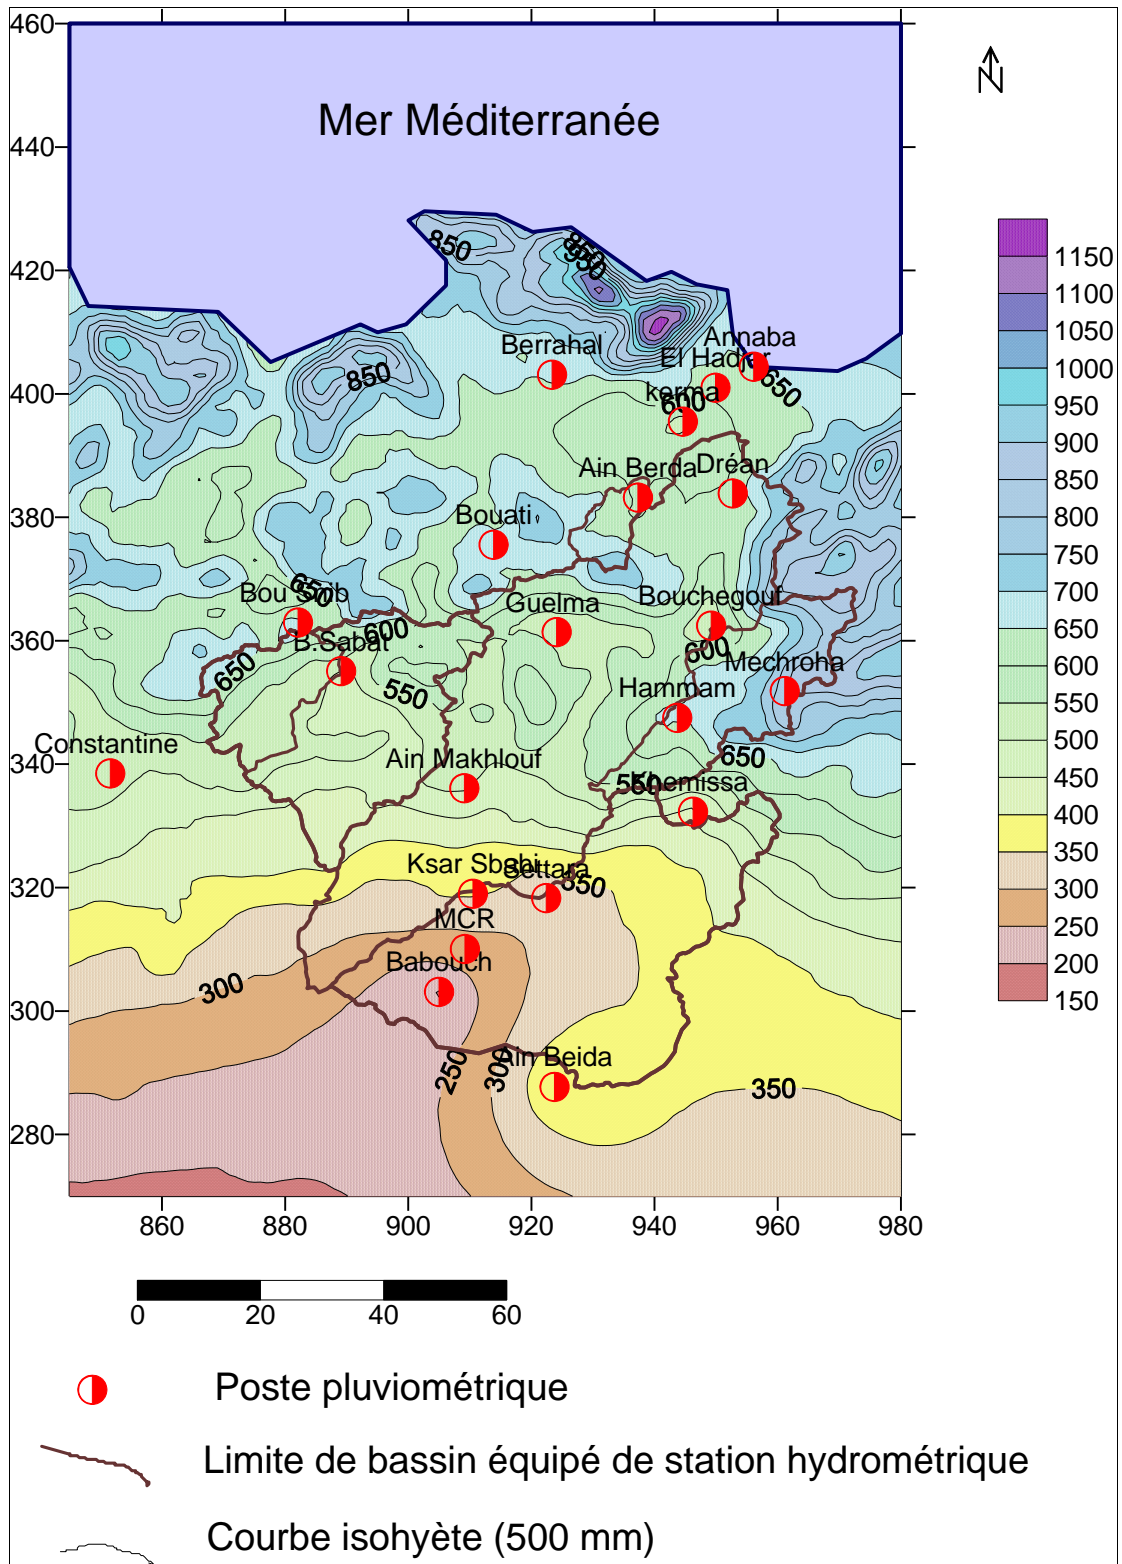 460
N
Mer Méditerranée
440
850
850
950
1150
420
1100
1050
Annaba
Berrahal
El Hadjer
1000
850
650
400
kerma
600
950
900
Ain Berda
Dréan
850
380
Bouati
800
750
650
Bou Snib
Guelma
Bouchegouf
700
360
B.Sabat
600
600
650
650
550
Mechroha
600
Hammam
550
Constantine
500
340
Ain Makhlouf
650
550
Khemissa
450
400
320
Ksar Sbahi
Settara
350
350
MCR
300
Babouch
250
300
300
200
150
250
300
Ain Beida
350
280
860
880
900
920
940
960
980
0
20
40
60
Poste pluviométrique
Limite de bassin équipé de station hydrométrique
Courbe isohyète (500 mm)